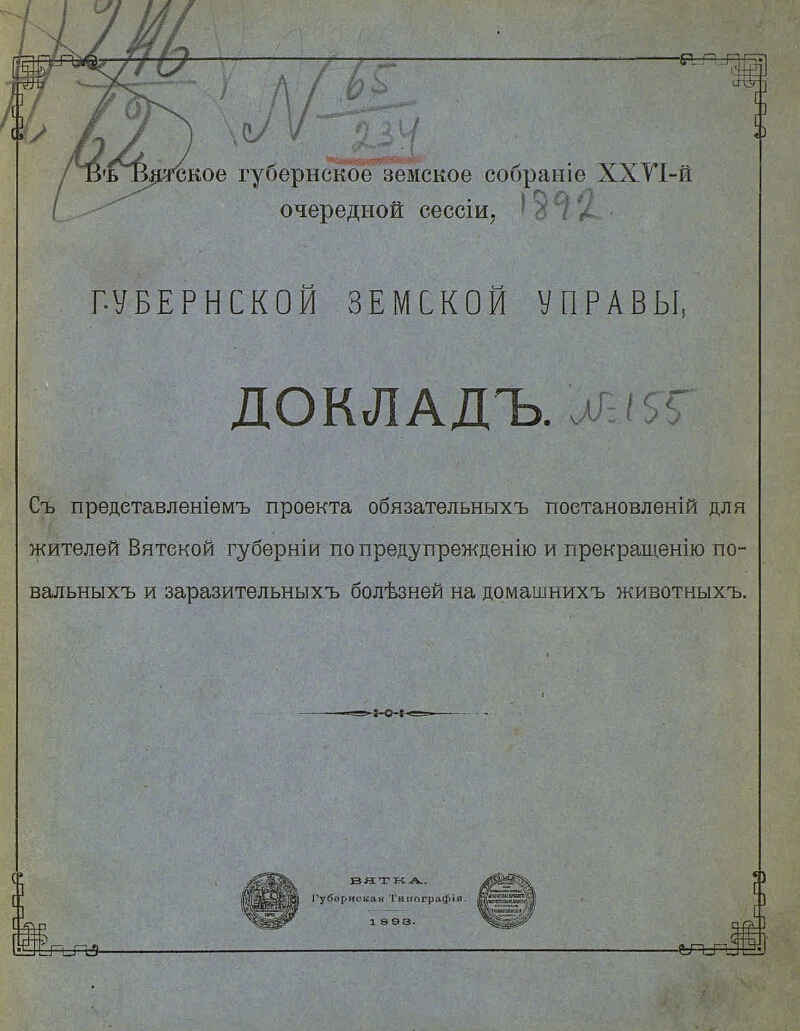 N 65
234
Въ Вятское губернское земское собраніе XXVI-й
очередной сессіи, 1892
ГУБЕРНСКОЙ ЗЕМСКОЙ УПРАВЫ,
ДОКЛАДЪ. № 155
Съ представленіемъ проекта обязательныхъ постановленій для
жителей Вятской губерніи по предупрежденію и прекращенію по-
вальныхъ и заразительныхъ болѣзней на домашнихъ животныхъ.
ВЯТКА.
Губернская Типографія.
1893.